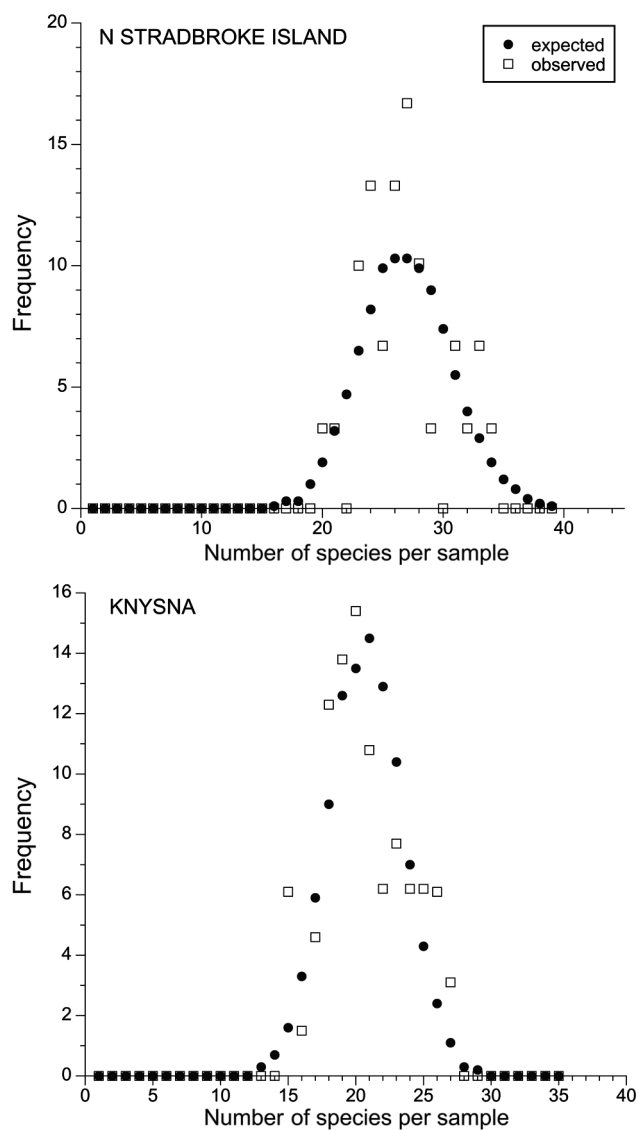 N STRADBROKE ISLAND
expected
observed
20
15
10
5
0
Frequency
0 10 20 30 40
Number of species per sample
KNYSNA
16
14
12
10
8
6
4
2
0
Frequency
0 5 10 15 20 25 30 35 40
Number of species per sample